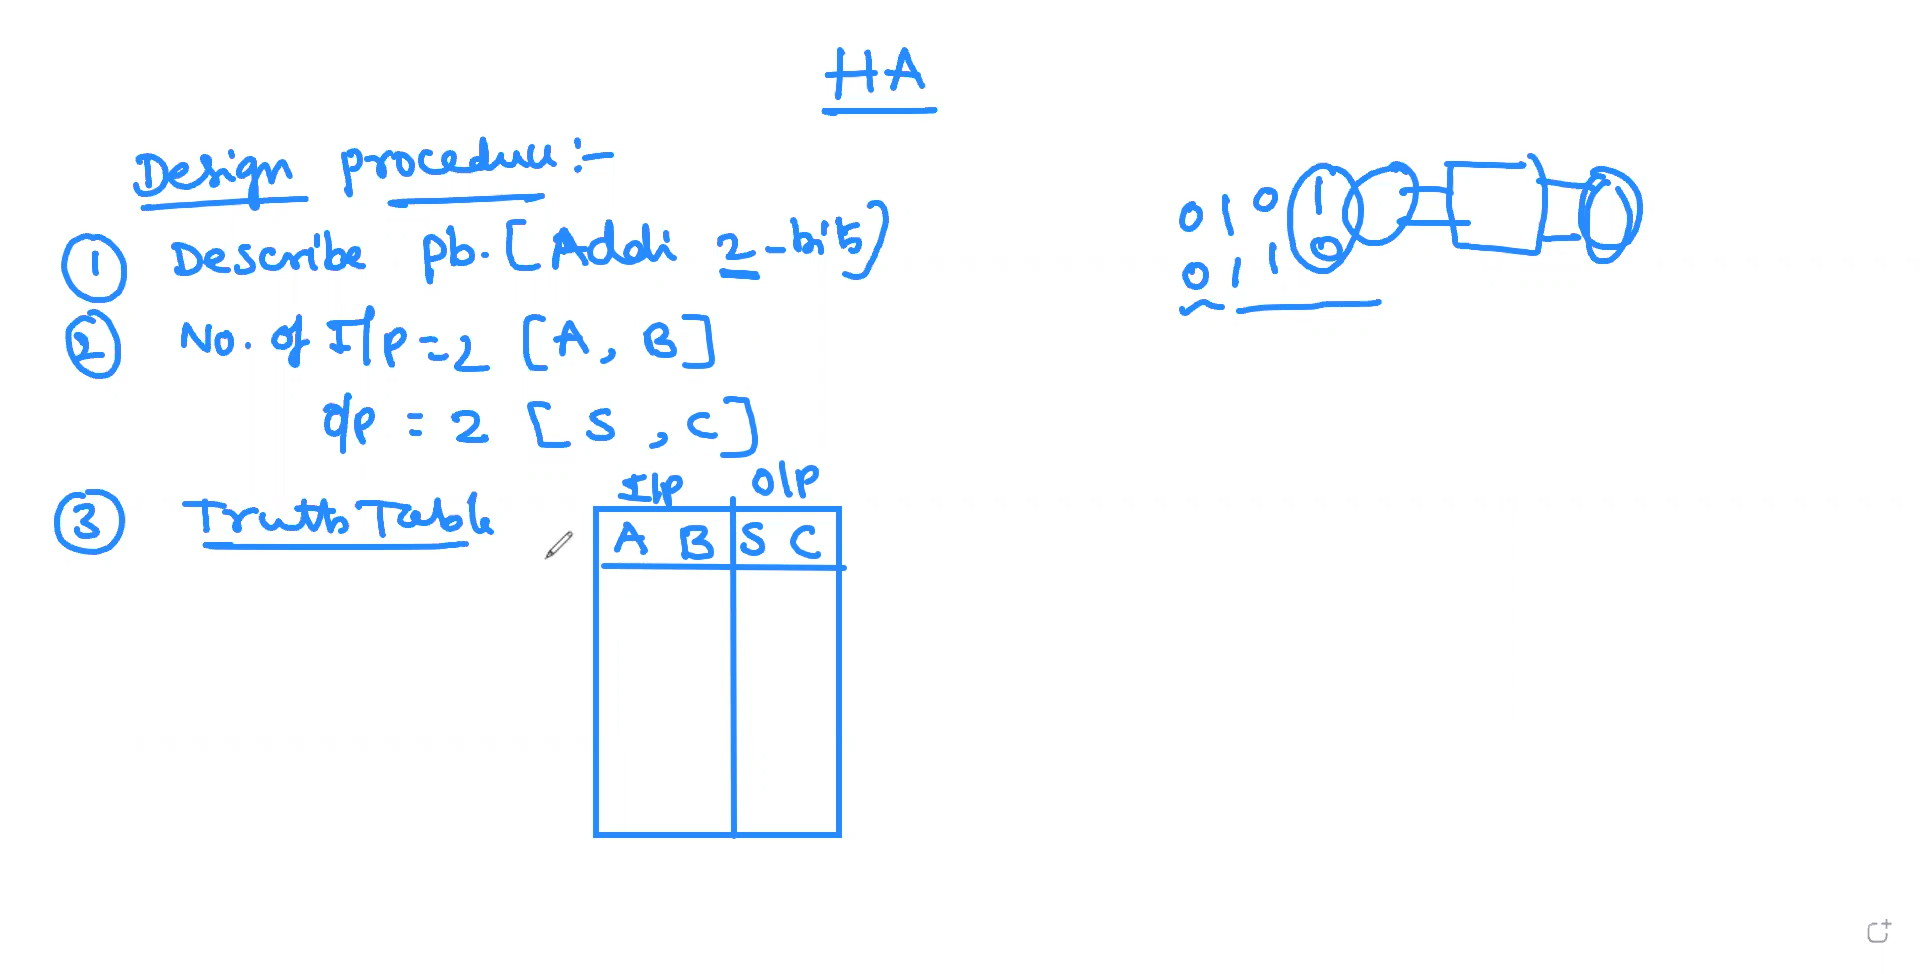 HA
Design procedure :-
① Describe pb. [Addi 2-bits]
② No. of I/p = 2 [A, B]
o/p = 2 [S, C]
③ Truth Table
I/p O/p
A B S C
0 1 0 1
0 1 1 0